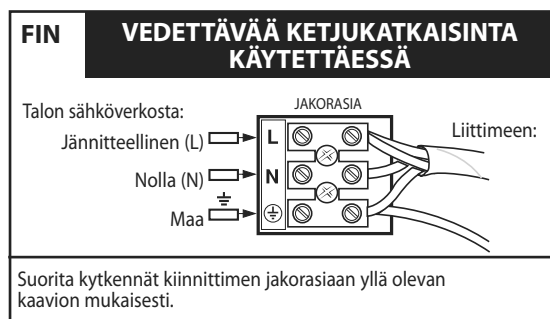 FIN
VEDETTÄVÄÄ KETJUKATKAISINTA
KÄYTETTÄESSÄ
Talon sähköverkosta:
JAKORASIA
Jännitteellinen (L)
L
Liittimeen:
Nolla (N)
N
Maa
Suorita kytkennät kiinnittimen jakorasiaan yllä olevan
kaavion mukaisesti.